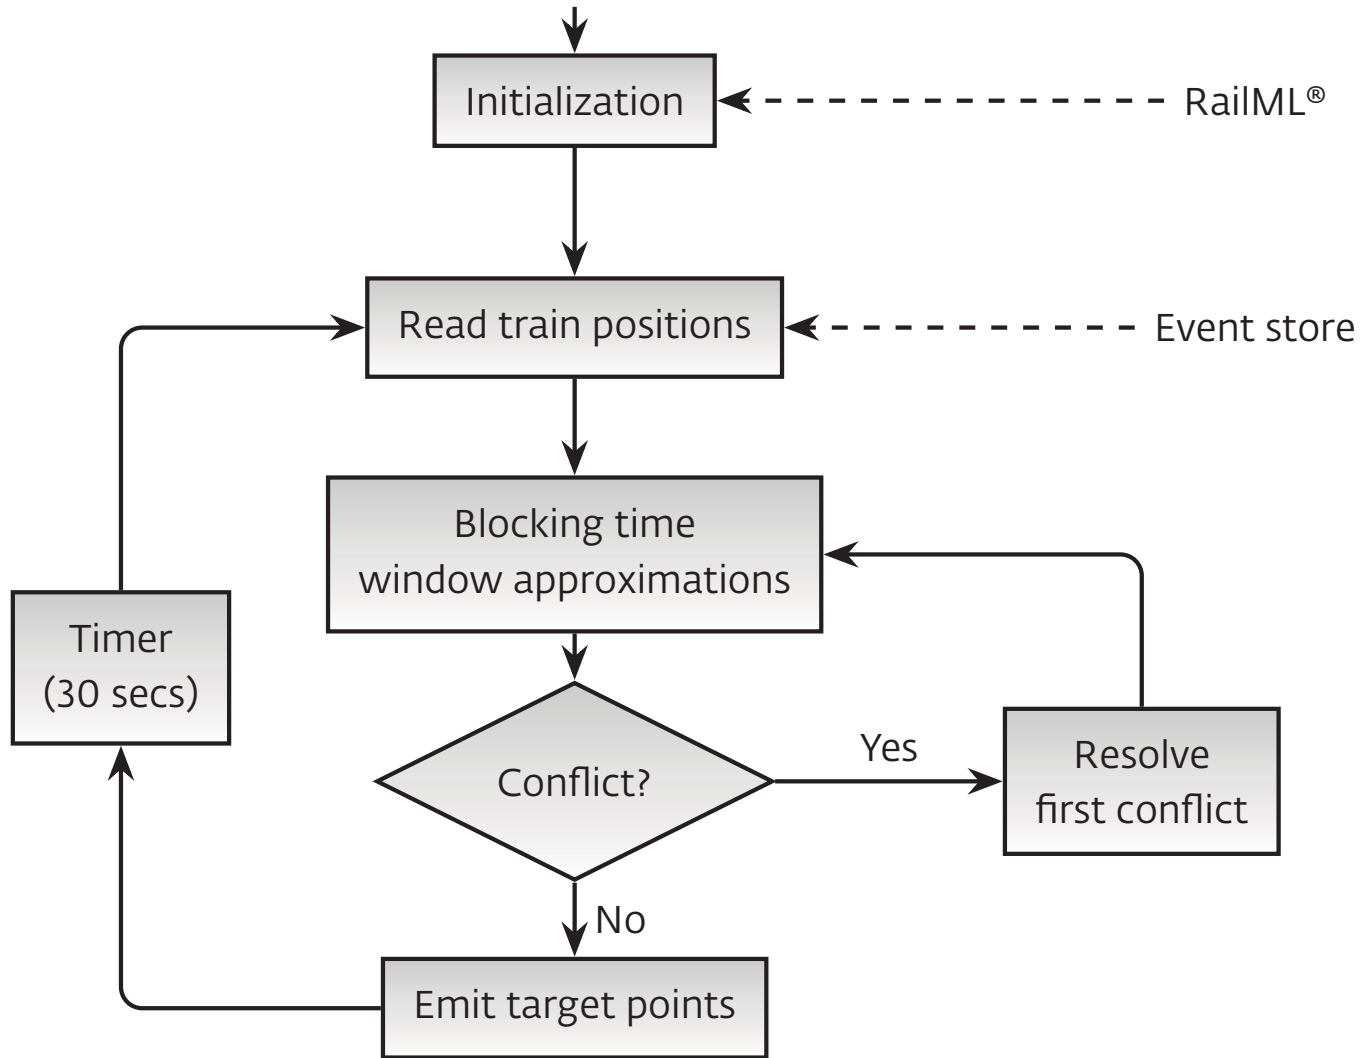 Initialization
RailML®
Read train positions
Event store
Blocking time
window approximations
Timer
(30 secs)
Conflict?
Yes
Resolve
first conflict
No
Emit target points